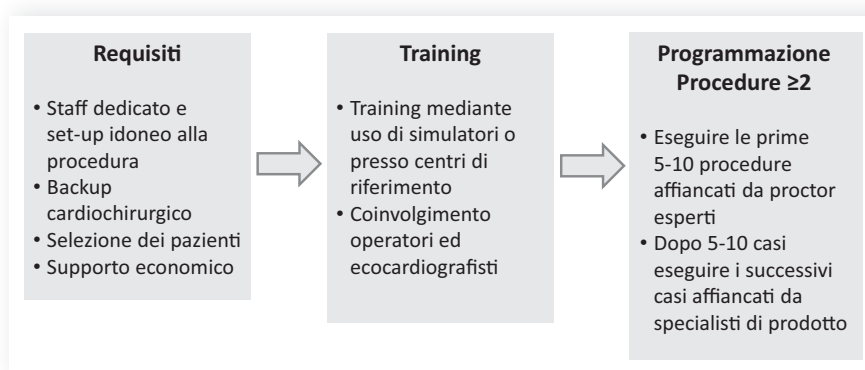 Requisiti
• Staff dedicato e
set-up idoneo alla
procedura
• Backup
cardiochirurgico
• Selezione dei pazienti
• Supporto economico
Training
• Training mediante
uso di simulatori o
presso centri di
riferimento
• Coinvolgimento
operatori ed
ecocardiografisti
Programmazione
Procedure ≥2
• Eseguire le prime
5-10 procedure
affiancati da proctor
esperti
• Dopo 5-10 casi
eseguire i successivi
casi affiancati da
specialisti di prodotto